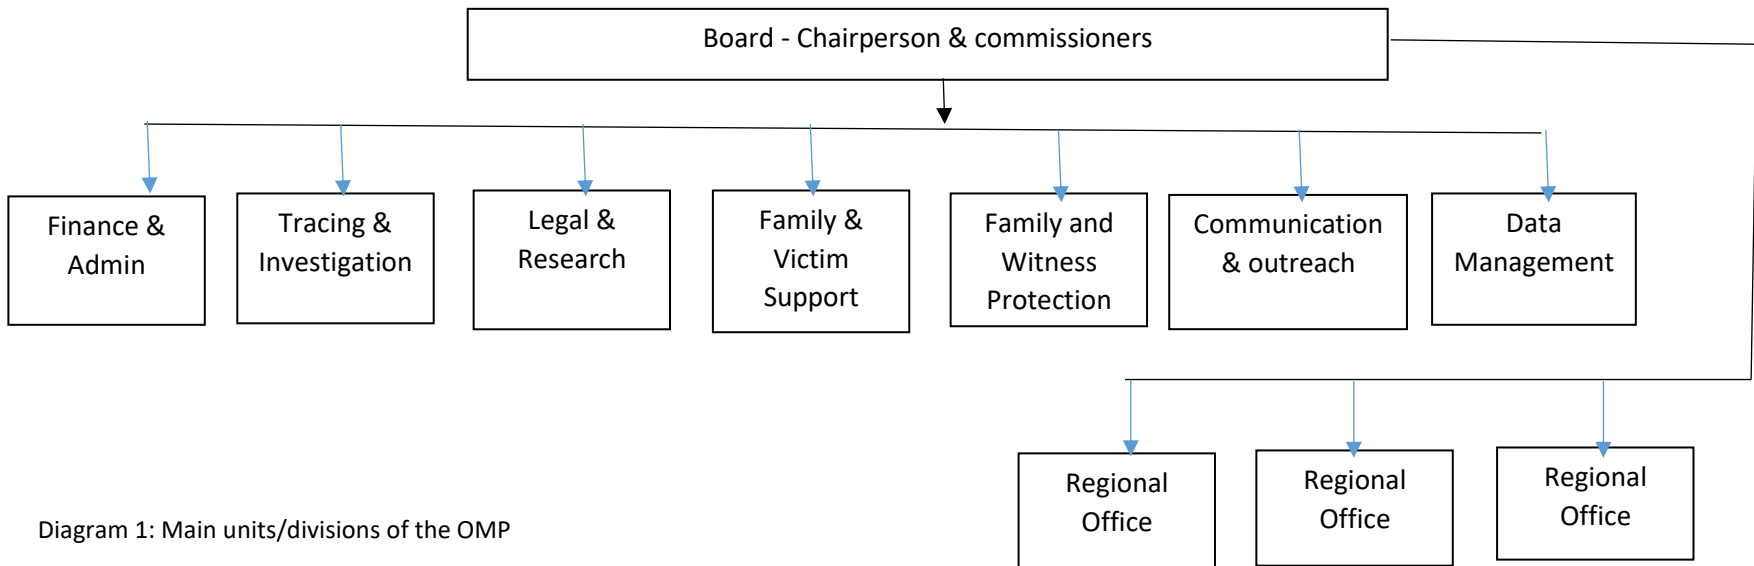 Board - Chairperson & commissioners
Finance &
Admin
Tracing &
Investigation
Legal &
Research
Family &
Victim
Support
Family and
Witness
Protection
Communication
& outreach
Data
Management
Regional
Office
Regional
Office
Regional
Office
Diagram 1: Main units/divisions of the OMP